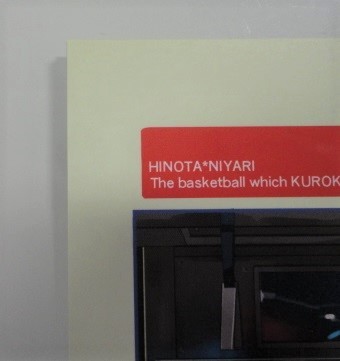 HINOTA*NIYARI
The basketball which KUROK